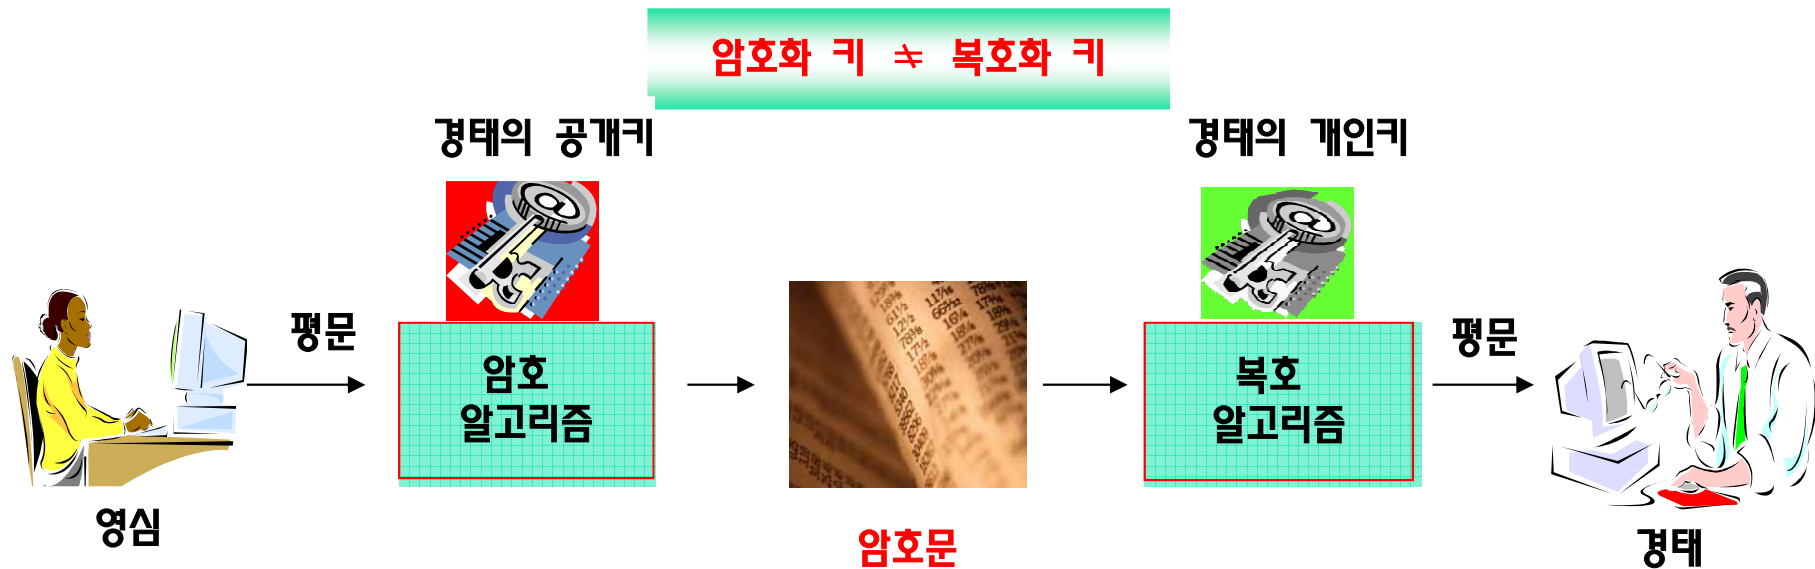 암호화 키 ≠ 복호화 키
경태의 공개키
경태의 개인키
평문
암호
알고리즘
복호
알고리즘
평문
영심
암호문
경태